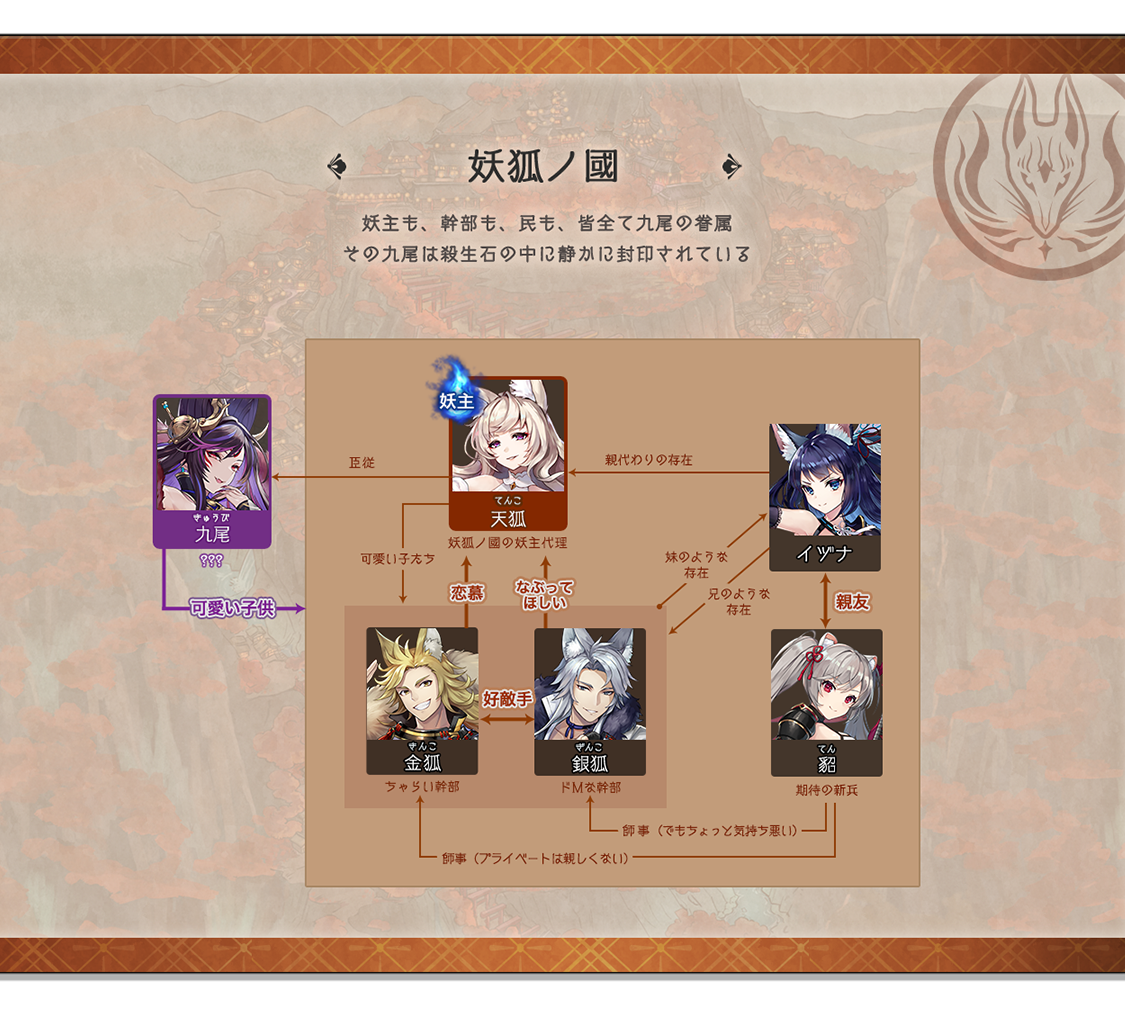 妖狐ノ國
妖主も、幹部も、民も、皆全て九尾の眷属
その九尾は殺生石の中に静かに封印されている
妖主
臣従
親代わりの存在
きゅうび
九尾
???
てんこ
天狐
妖狐ノ國の妖主代理
イヅナ
可愛い子たち
妹のような
存在
兄のような
存在
恋慕
なぶって
ほしい
可愛い子供
親友
好敵手
きんこ
金狐
ちゃらい幹部
ぎんこ
銀狐
ドMな幹部
てん
貂
期待の新兵
師事（でもちょっと気持ち悪い）
師事（プライベートは親しくない）